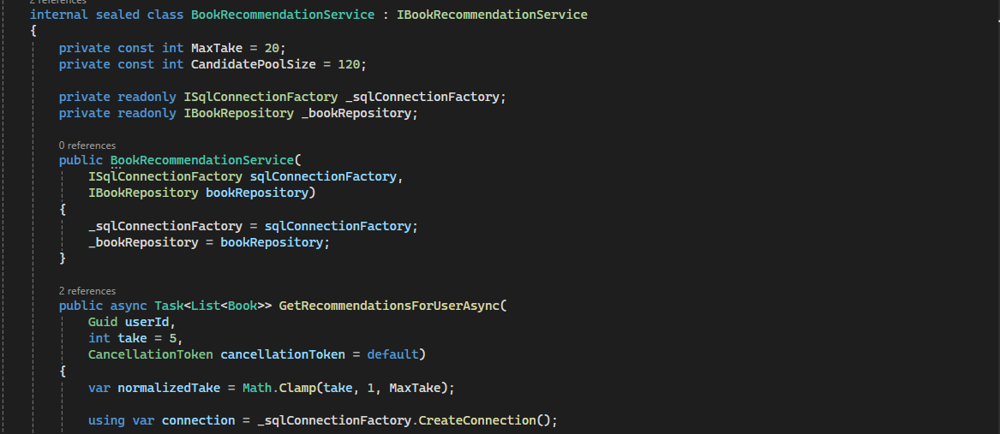 2 references
internal sealed class BookRecommendationService : IBookRecommendationService
{
private const int MaxTake = 20;
private const int CandidatePoolSize = 120;
private readonly ISqlConnectionFactory _sqlConnectionFactory;
private readonly IBookRepository _bookRepository;
0 references
public BookRecommendationService(
ISqlConnectionFactory sqlConnectionFactory,
IBookRepository bookRepository)
{
_sqlConnectionFactory = sqlConnectionFactory;
_bookRepository = bookRepository;
}
2 references
public async Task<List<Book>> GetRecommendationsForUserAsync(
Guid userId,
int take = 5,
CancellationToken cancellationToken = default)
{
var normalizedTake = Math.Clamp(take, 1, MaxTake);
using var connection = _sqlConnectionFactory.CreateConnection();